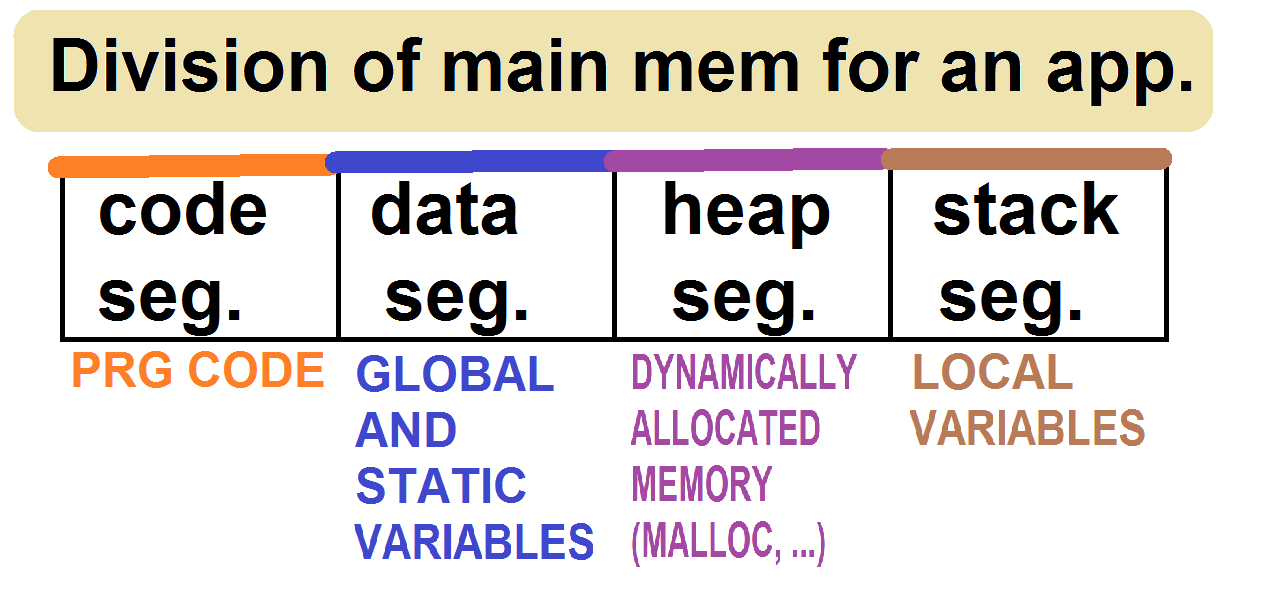 Division of main mem for an app.
code seg.
data seg.
heap seg.
stack seg.
PRG CODE
GLOBAL
AND
STATIC
VARIABLES
DYNAMICALLY
ALLOCATED
MEMORY
(MALLOC, ...)
LOCAL
VARIABLES